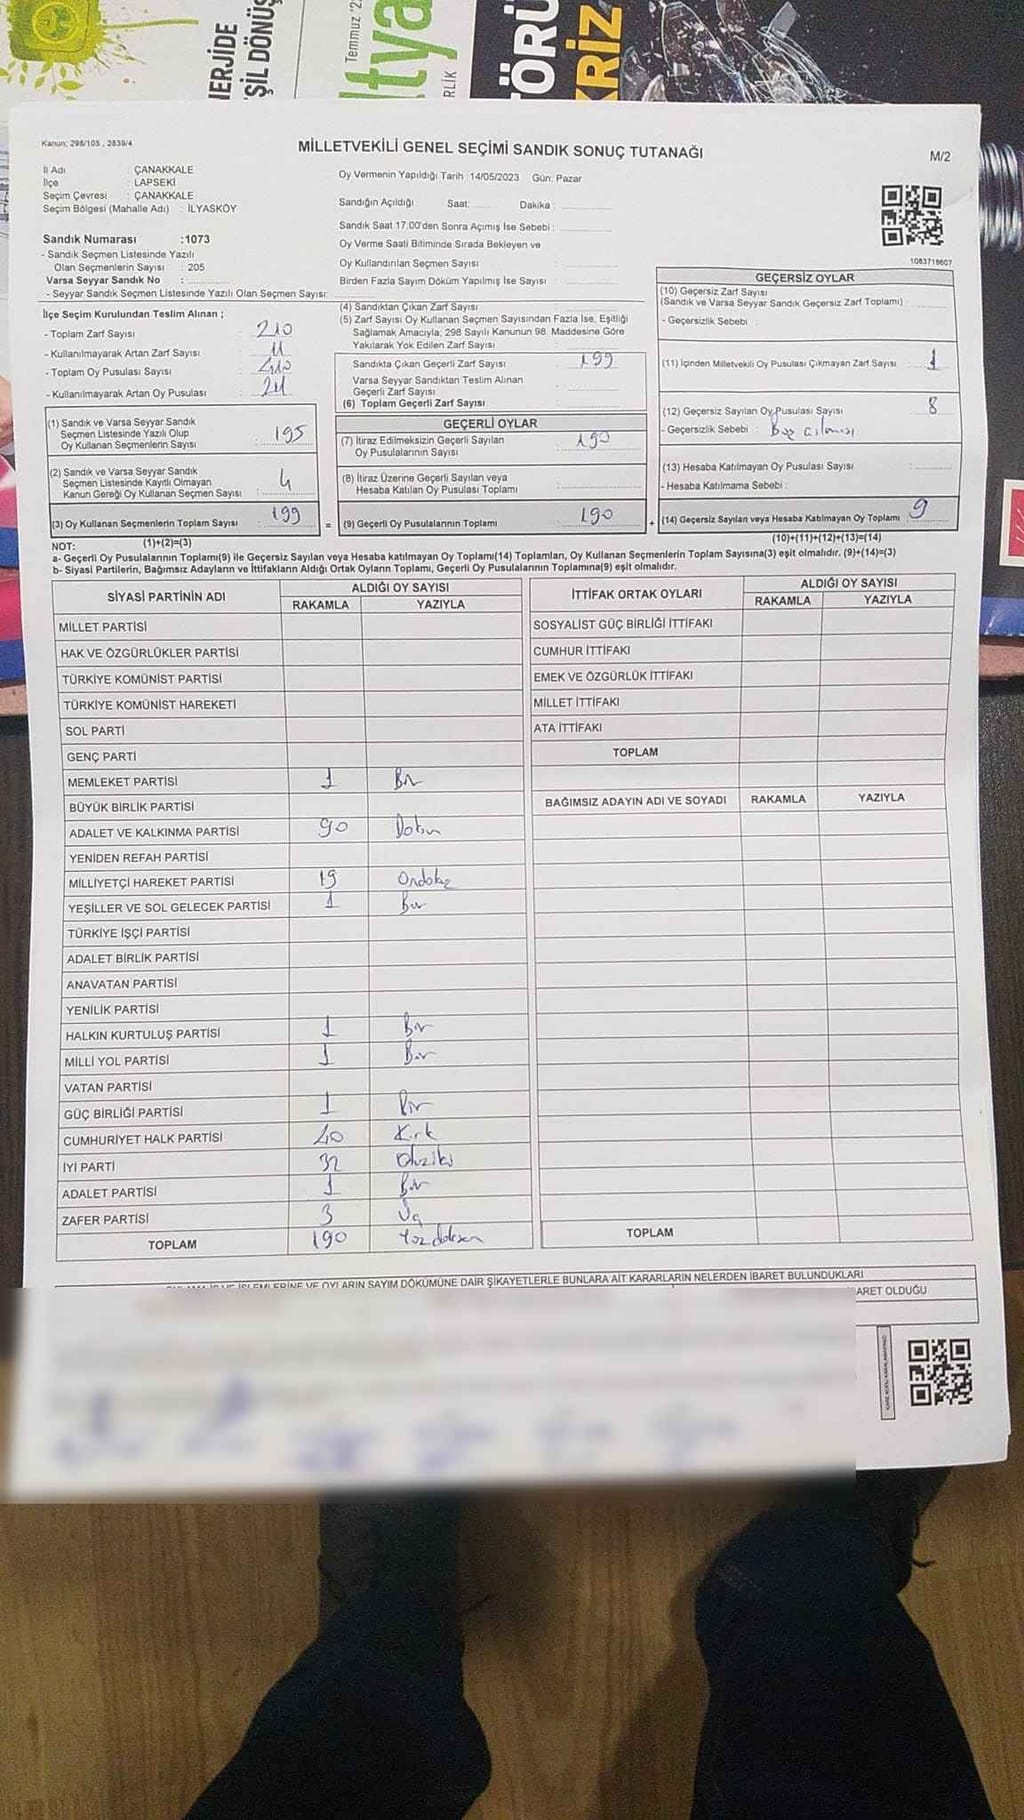 ERJİDE
ŞİL DÖNÜŞ
Temmuz '2
ltya
RLİK
TÖRÜ
KRİZ
Kanun; 298/105 , 2839/4
MİLLETVEKİLİ GENEL SEÇİMİ SANDIK SONUÇ TUTANAĞI
M/2
İl Adı : ÇANAKKALE
İlçe : LAPSEKİ
Seçim Çevresi : ÇANAKKALE
Seçim Bölgesi (Mahalle Adı) : İLYASKÖY
Oy Vermenin Yapıldığı Tarih :14/05/2023 Gün: Pazar
Sandığın Açıldığı Saat: Dakika :
Sandık Saat 17.00'den Sonra Açımış İse Sebebi :
Oy Verme Saati Bitiminde Sırada Bekleyen ve
Oy Kullandırılan Seçmen Sayısı :
Birden Fazla Sayım Döküm Yapılmış İse Sayısı :
1083718607
Sandık Numarası :1073
- Sandık Seçmen Listesinde Yazılı
Olan Seçmenlerin Sayısı : 205
Varsa Seyyar Sandık No :
- Seyyar Sandık Seçmen Listesinde Yazılı Olan Seçmen Sayısı:
İlçe Seçim Kurulundan Teslim Alınan ;
- Toplam Zarf Sayısı : 210
- Kullanılmayarak Artan Zarf Sayısı : 11
- Toplam Oy Pusulası Sayısı : 410
- Kullanılmayarak Artan Oy Pusulası : 211
(1) Sandık ve Varsa Seyyar Sandık
Seçmen Listesinde Yazılı Olup
Oy Kullanan Seçmenlerin Sayısı : 195
(2) Sandık ve Varsa Seyyar Sandık
Seçmen Listesinde Kayıtlı Olmayan
Kanun Gereği Oy Kullanan Seçmen Sayısı : 4
(3) Oy Kullanan Seçmenlerin Toplam Sayısı : 199
(4) Sandıktan Çıkan Zarf Sayısı :
(5) Zarf Sayısı Oy Kullanan Seçmen Sayısından Fazla İse, Eşitliği
Sağlamak Amacıyla; 298 Sayılı Kanunun 98. Maddesine Göre
Yakılarak Yok Edilen Zarf Sayısı :
Sandıkta Çıkan Geçerli Zarf Sayısı : 199
Varsa Seyyar Sandıktan Teslim Alınan
Geçerli Zarf Sayısı :
(6) Toplam Geçerli Zarf Sayısı :
GEÇERLİ OYLAR
(7) İtiraz Edilmeksizin Geçerli Sayılan
Oy Pusulalarının Sayısı : 190
(8) İtiraz Üzerine Geçerli Sayılan veya
Hesaba Katılan Oy Pusulası Toplamı :
= (9) Geçerli Oy Pusulalarının Toplamı : 190
GEÇERSİZ OYLAR
(10) Geçersiz Zarf Sayısı
(Sandık ve Varsa Seyyar Sandık Geçersiz Zarf Toplamı) :
- Geçersizlik Sebebi :
(11) İçinden Milletvekili Oy Pusulası Çıkmayan Zarf Sayısı : 1
(12) Geçersiz Sayılan Oy Pusulası Sayısı : 8
- Geçersizlik Sebebi : Boş
(13) Hesaba Katılmayan Oy Pusulası Sayısı :
- Hesaba Katılmama Sebebi :
+ (14) Geçersiz Sayılan veya Hesaba Katılmayan Oy Toplamı : 9
NOT: (1)+(2)=(3)
(10)+(11)+(12)+(13)=(14)
a- Geçerli Oy Pusulalarının Toplamı(9) ile Geçersiz Sayılan veya Hesaba katılmayan Oy Toplamı(14) Toplamları, Oy Kullanan Seçmenlerin Toplam Sayısına(3) eşit olmalıdır. (9)+(14)=(3)
b- Siyasi Partilerin, Bağımsız Adayların ve İttifakların Aldığı Ortak Oyların Toplamı, Geçerli Oy Pusulalarının Toplamına(9) eşit olmalıdır.
SİYASİ PARTİNİN ADI
ALDIĞI OY SAYISI
RAKAMLA YAZIYLA
MİLLET PARTİSİ
HAK VE ÖZGÜRLÜKLER PARTİSİ
TÜRKİYE KOMÜNİST PARTİSİ
TÜRKİYE KOMÜNİST HAREKETİ
SOL PARTİ
GENÇ PARTİ
MEMLEKET PARTİSİ 1 Bir
BÜYÜK BİRLİK PARTİSİ
ADALET VE KALKINMA PARTİSİ 90 Doksan
YENİDEN REFAH PARTİSİ
MİLLİYETÇİ HAREKET PARTİSİ 19 Ondokuz
YEŞİLLER VE SOL GELECEK PARTİSİ 1 Bir
TÜRKİYE İŞÇİ PARTİSİ
ADALET BİRLİK PARTİSİ
ANAVATAN PARTİSİ
YENİLİK PARTİSİ
HALKIN KURTULUŞ PARTİSİ 1 Bir
MİLLİ YOL PARTİSİ 1 Bir
VATAN PARTİSİ
GÜÇ BİRLİĞİ PARTİSİ 1 Bir
CUMHURİYET HALK PARTİSİ 40 Kırk
İYİ PARTİ 32 Otuziki
ADALET PARTİSİ 1 Bir
ZAFER PARTİSİ 3 Üç
TOPLAM 190 Yüzdoksan
İTTİFAK ORTAK OYLARI
ALDIĞI OY SAYISI
RAKAMLA YAZIYLA
SOSYALİST GÜÇ BİRLİĞİ İTTİFAKI
CUMHUR İTTİFAKI
EMEK VE ÖZGÜRLÜK İTTİFAKI
MİLLET İTTİFAKI
ATA İTTİFAKI
TOPLAM
BAĞIMSIZ ADAYIN ADI VE SOYADI RAKAMLA YAZIYLA
TOPLAM
İŞLEMLERİNE VE OYLARIN SAYIM DÖKÜMÜNE DAİR ŞİKAYETLERLE BUNLARA AİT KARARLARIN NELERDEN İBARET BULUNDUKLARI
ARET OLDUĞU